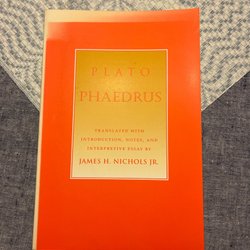 PLATO
PHAEDRUS
TRANSLATED WITH
INTRODUCTION, NOTES, AND
INTERPRETIVE ESSAY BY
JAMES H. NICHOLS JR.